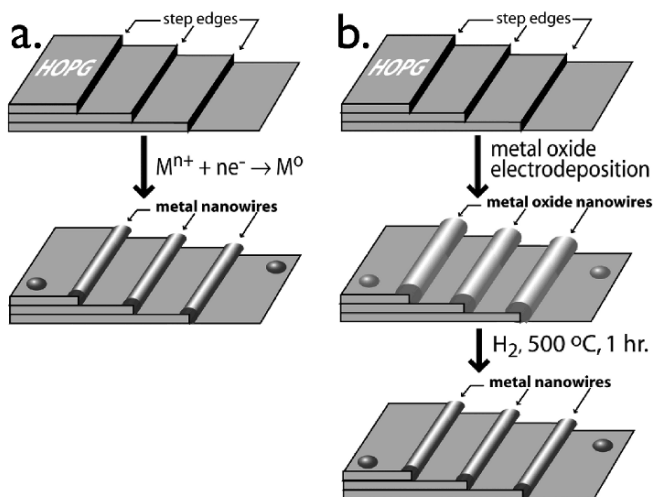 a.
step edges
HOPG
Mⁿ⁺ + ne⁻ → M⁰
metal nanowires
b.
step edges
HOPG
metal oxide
electrodeposition
metal oxide nanowires
H₂, 500 ⁰C, 1 hr.
metal nanowires